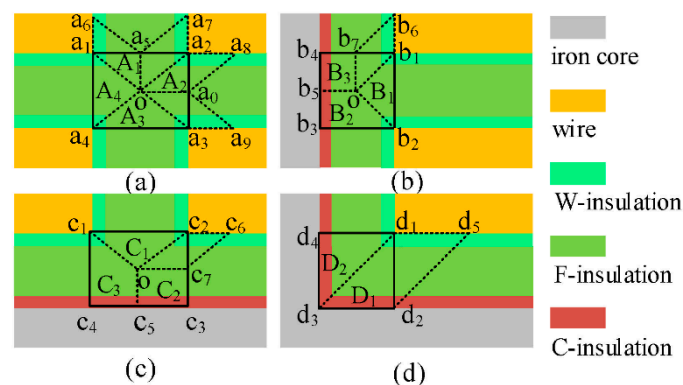 a₆ a₅ a₇
a₁ a₂ a₈
A₁
A₄ A₂
o a₀
A₃
a₄ a₃ a₉
(a)
b₆
b₄ b₇ b₁
B₃
b₅ B₁
o
B₂
b₃ b₂
(b)
c₁ c₂ c₆
C₁
o c₇
C₃ C₂
c₄ c₅ c₃
(c)
d₄ d₁ d₅
D₂
D₁
d₃ d₂
(d)
iron core
wire
W-insulation
F-insulation
C-insulation